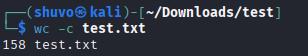 ┌──(shuvo㉿kali)-[~/Downloads/test]
└─$ wc -c test.txt
158 test.txt